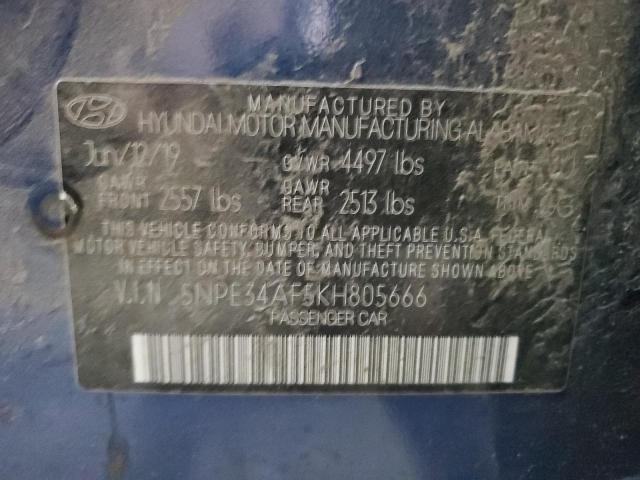 MANUFACTURED BY
HYUNDAI MOTOR MANUFACTURING ALABAMA
Jun/12/19 GVWR 4497 lbs
GAWR FRONT 2557 lbs GAWR REAR 2513 lbs
THIS VEHICLE CONFORMS TO ALL APPLICABLE U.S.A. FEDERAL
MOTOR VEHICLE SAFETY, BUMPER, AND THEFT PREVENTION STANDARDS
IN EFFECT ON THE DATE OF MANUFACTURE SHOWN ABOVE.
V.I.N 5NPE34AF5KH805666
PASSENGER CAR